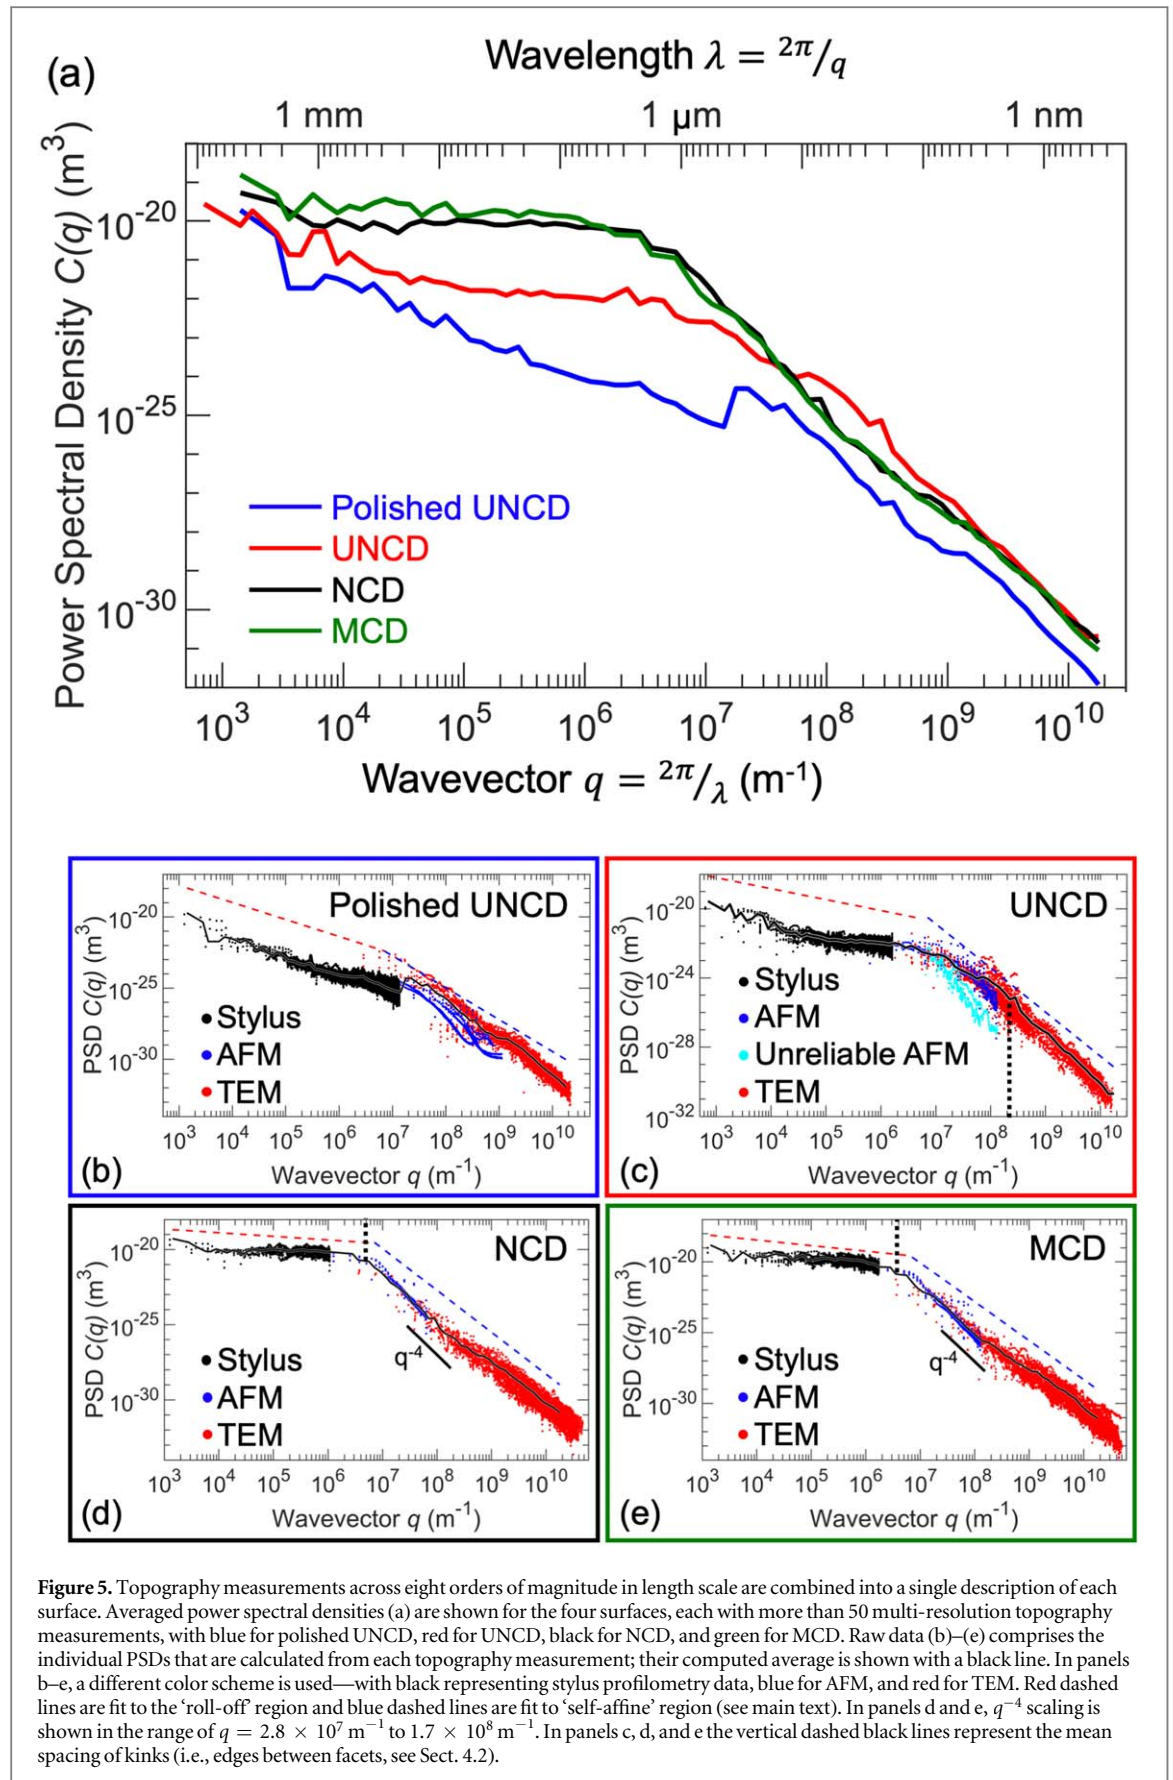 (a)
Wavelength λ = 2π/q
1 mm 1 μm 1 nm
Power Spectral Density C(q) (m³)
10⁻²⁰
10⁻²⁵
10⁻³⁰
Polished UNCD
UNCD
NCD
MCD
10³ 10⁴ 10⁵ 10⁶ 10⁷ 10⁸ 10⁹ 10¹⁰
Wavevector q = 2π/λ (m⁻¹)
Polished UNCD
PSD C(q) (m³)
10⁻²⁰
10⁻²⁵
10⁻³⁰
Stylus
AFM
TEM
10³ 10⁴ 10⁵ 10⁶ 10⁷ 10⁸ 10⁹ 10¹⁰
(b)
Wavevector q (m⁻¹)
UNCD
PSD C(q) (m³)
10⁻²⁰
10⁻²⁴
10⁻²⁸
10⁻³²
Stylus
AFM
Unreliable AFM
TEM
10³ 10⁴ 10⁵ 10⁶ 10⁷ 10⁸ 10⁹ 10¹⁰
(c)
Wavevector q (m⁻¹)
NCD
PSD C(q) (m³)
10⁻²⁰
10⁻²⁵
10⁻³⁰
q⁻⁴
Stylus
AFM
TEM
10³ 10⁴ 10⁵ 10⁶ 10⁷ 10⁸ 10⁹ 10¹⁰
(d)
Wavevector q (m⁻¹)
MCD
PSD C(q) (m³)
10⁻²⁰
10⁻²⁵
10⁻³⁰
q⁻⁴
Stylus
AFM
TEM
10³ 10⁴ 10⁵ 10⁶ 10⁷ 10⁸ 10⁹ 10¹⁰
(e)
Wavevector q (m⁻¹)
Figure 5. Topography measurements across eight orders of magnitude in length scale are combined into a single description of each
surface. Averaged power spectral densities (a) are shown for the four surfaces, each with more than 50 multi-resolution topography
measurements, with blue for polished UNCD, red for UNCD, black for NCD, and green for MCD. Raw data (b)–(e) comprises the
individual PSDs that are calculated from each topography measurement; their computed average is shown with a black line. In panels
b–e, a different color scheme is used—with black representing stylus profilometry data, blue for AFM, and red for TEM. Red dashed
lines are fit to the ‘roll-off’ region and blue dashed lines are fit to ‘self-affine’ region (see main text). In panels d and e, q⁻⁴ scaling is
shown in the range of q = 2.8 × 10⁷ m⁻¹ to 1.7 × 10⁸ m⁻¹. In panels c, d, and e the vertical dashed black lines represent the mean
spacing of kinks (i.e., edges between facets, see Sect. 4.2).